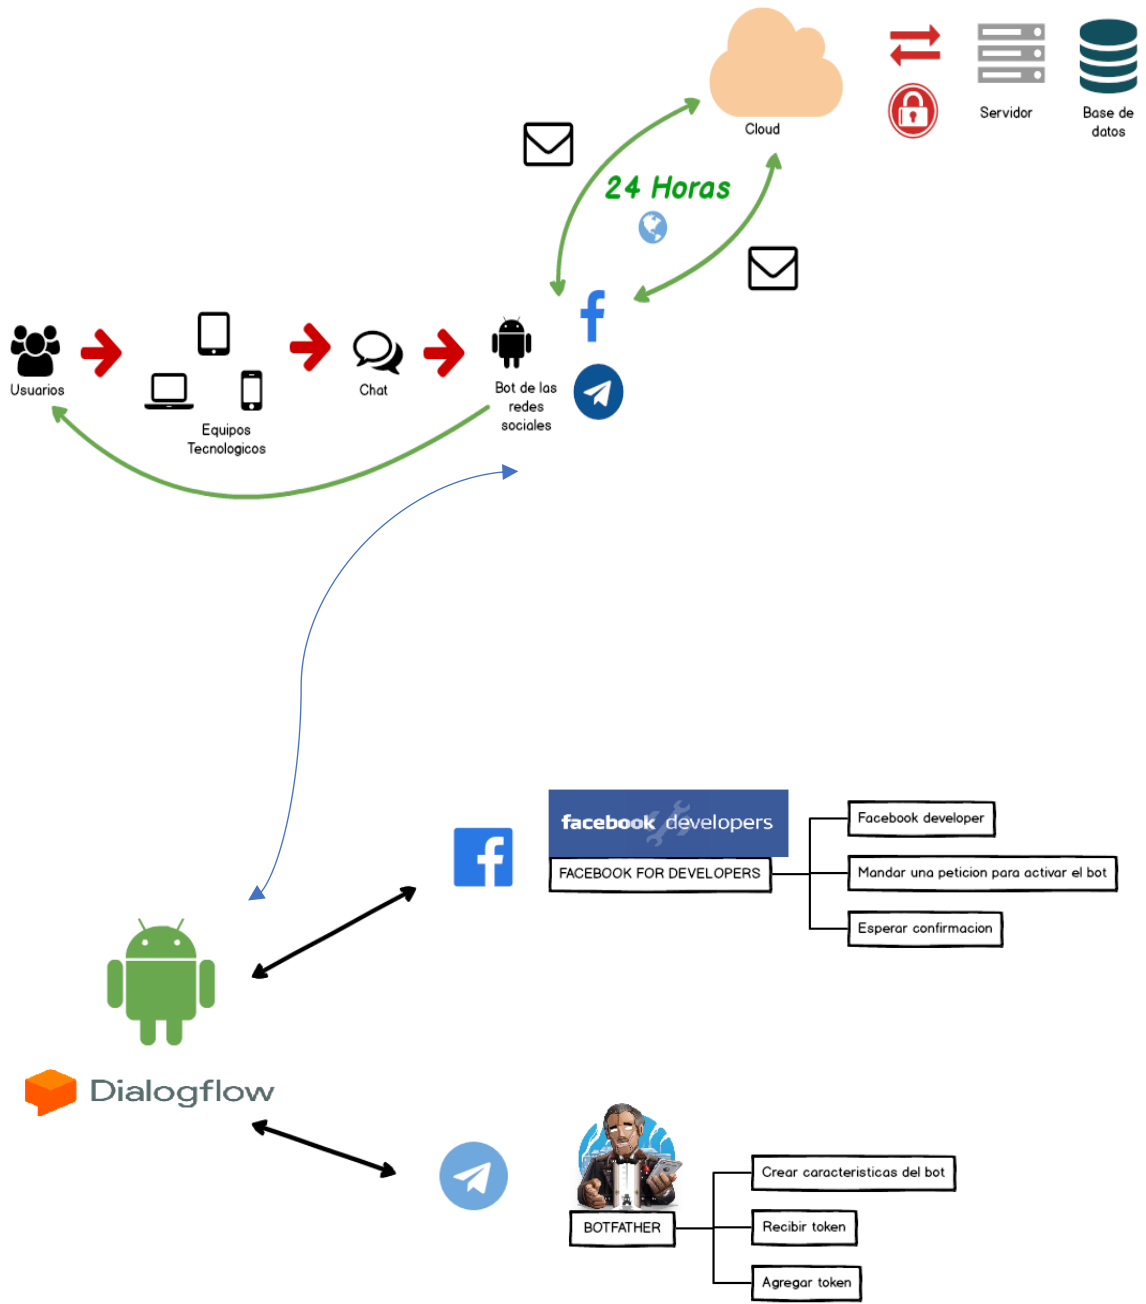 Cloud
Servidor
Base de
datos
24 Horas
Usuarios
Equipos
Tecnologicos
Chat
Bot de las
redes
sociales
facebook developers
FACEBOOK FOR DEVELOPERS
Facebook developer
Mandar una peticion para activar el bot
Esperar confirmacion
Dialogflow
BOTFATHER
Crear caracteristicas del bot
Recibir token
Agregar token